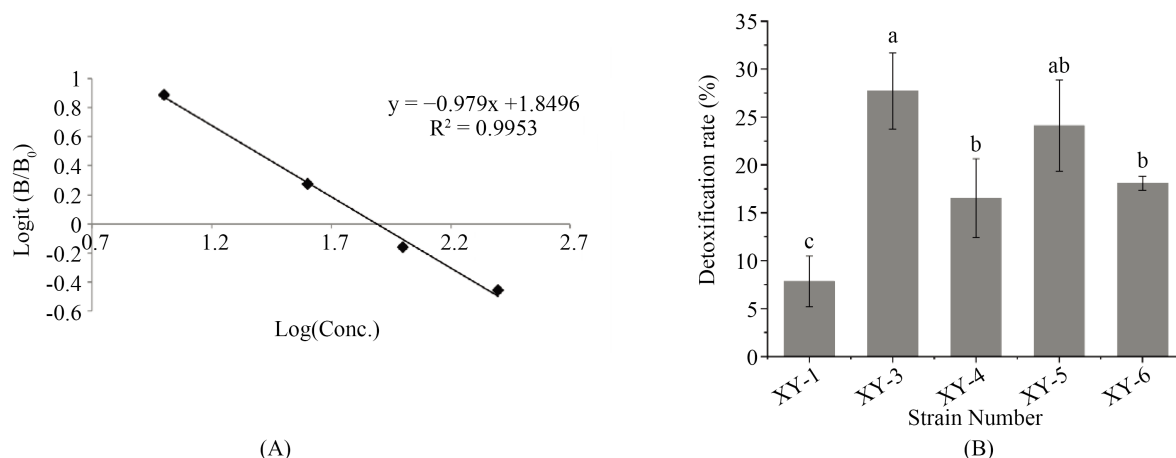 1
0.8
0.6
0.4
0.2
0
-0.2
-0.4
-0.6
0.7
1.2
1.7
2.2
2.7
Logit (B/B₀)
Log(Conc.)
y = −0.979x +1.8496
R² = 0.9953
(A)
35
30
25
20
15
10
5
0
Detoxification rate (%)
c
a
b
ab
b
XY-1
XY-3
XY-4
XY-5
XY-6
Strain Number
(B)